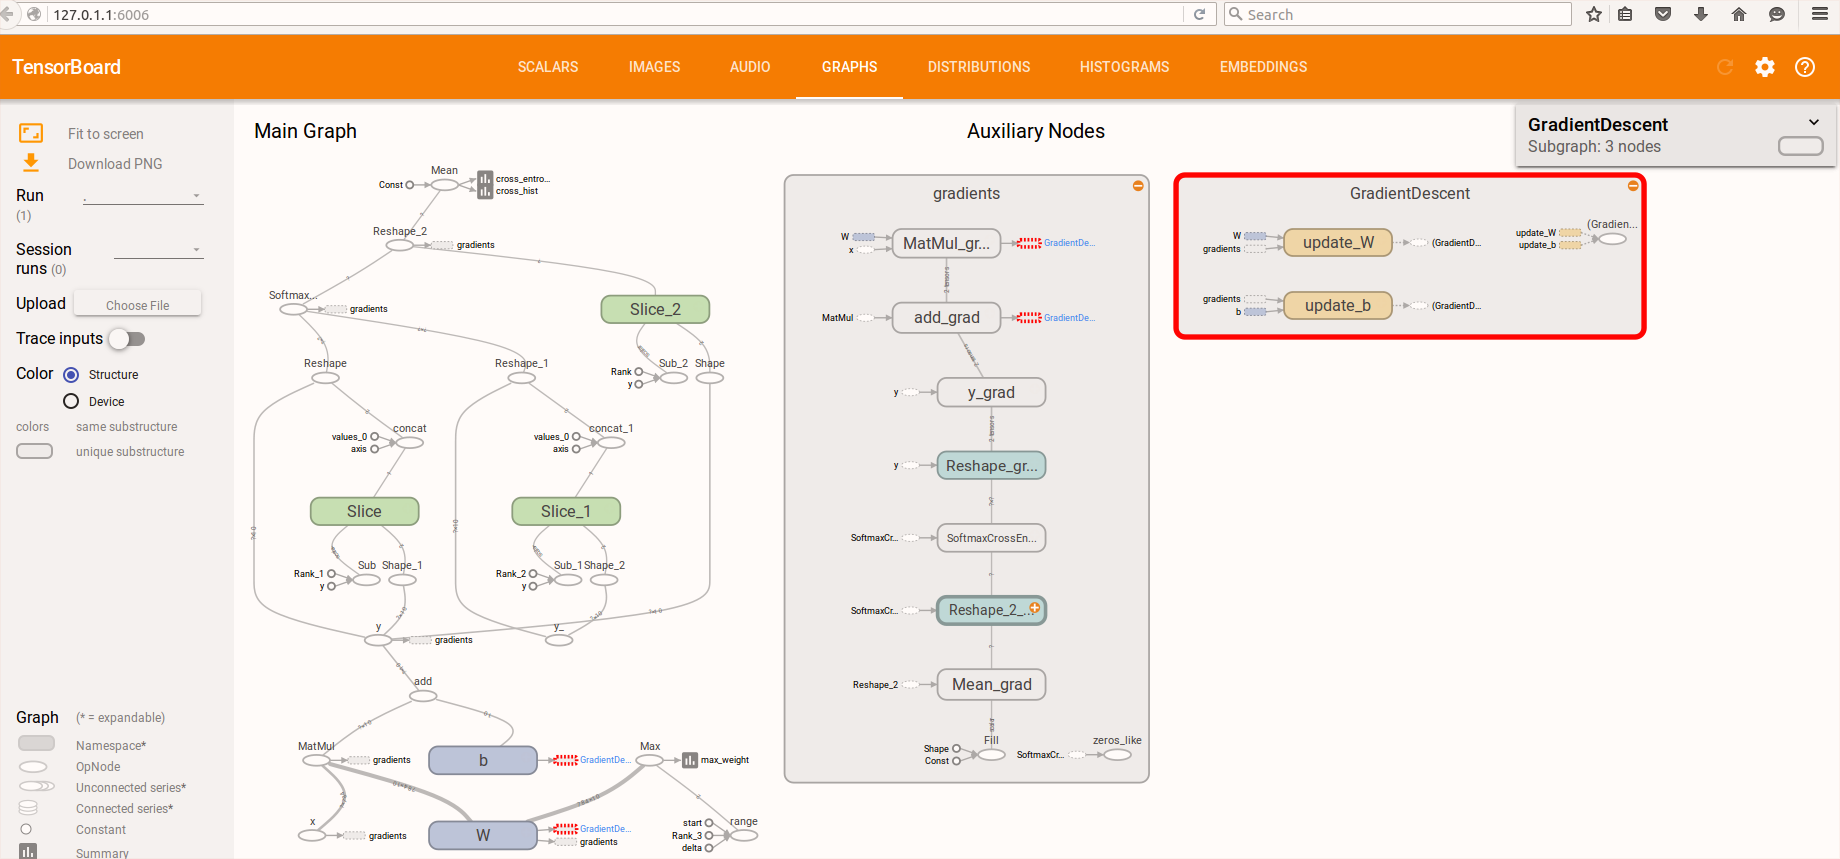 127.0.1.1:6006
Search
TensorBoard
SCALARS
IMAGES
AUDIO
GRAPHS
DISTRIBUTIONS
HISTOGRAMS
EMBEDDINGS
Fit to screen
Download PNG
Run
(1)
.
Session
runs (0)
Upload
Choose File
Trace inputs
Color
Structure
Device
colors
same substructure
unique substructure
Graph
(* = expandable)
Namespace*
OpNode
Unconnected series*
Connected series*
Constant
Summary
Main Graph
Mean
Const
cross_entro...
cross_hist
Reshape_2
gradients
Softmax...
gradients
Slice_2
Reshape
Reshape_1
Rank
y
Sub_2
Shape
values_0
axis
concat
values_0
axis
concat_1
Slice
Slice_1
Rank_1
y
Sub
Shape_1
Rank_2
y
Sub_1
Shape_2
y
gradients
y_
add
MatMul
gradients
b
GradientDe...
Max
max_weight
x
gradients
W
GradientDe...
gradients
start
Rank_3
delta
range
Auxiliary Nodes
gradients
W
x
MatMul_gr...
GradientDe...
MatMul
add_grad
GradientDe...
2 tensors
y
y_grad
2 tensors
y
Reshape_gr...
SoftmaxCr...
SoftmaxCrossEn...
SoftmaxCr...
Reshape_2_...
Reshape_2
Mean_grad
scalar
Shape
Const
Fill
SoftmaxCr...
zeros_like
GradientDescent
Subgraph: 3 nodes
GradientDescent
W
gradients
update_W
(GradientD...
update_W
update_b
(Gradien...
gradients
b
update_b
(GradientD...